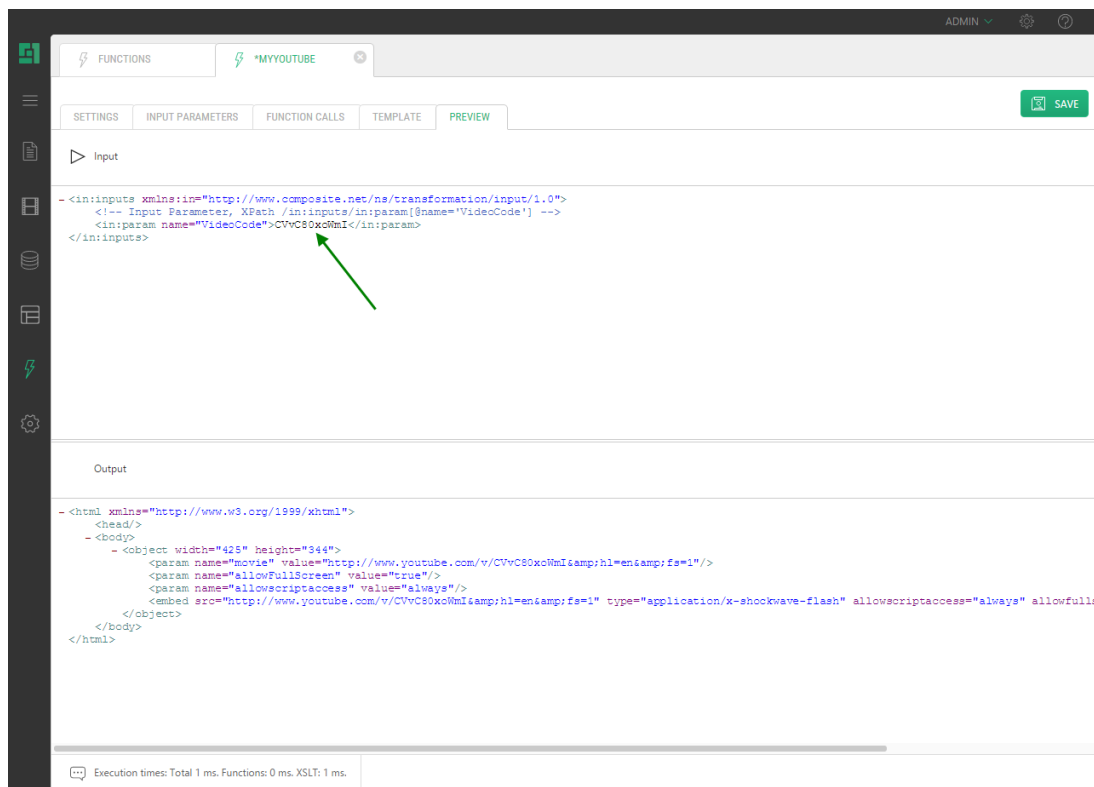 ADMIN
FUNCTIONS
*MYYOUTUBE
SAVE
SETTINGS INPUT PARAMETERS FUNCTION CALLS TEMPLATE PREVIEW
Input
– <in:inputs xmlns:in="http://www.composite.net/ns/transformation/input/1.0">
<!-- Input Parameter, XPath /in:inputs/in:param[@name='VideoCode'] -->
<in:param name="VideoCode">CVvC80xoWmI</in:param>
</in:inputs>
Output
– <html xmlns="http://www.w3.org/1999/xhtml">
<head/>
– <body>
– <object width="425" height="344">
<param name="movie" value="http://www.youtube.com/v/CVvC80xoWmI&amp;hl=en&amp;fs=1"/>
<param name="allowFullScreen" value="true"/>
<param name="allowscriptaccess" value="always"/>
<embed src="http://www.youtube.com/v/CVvC80xoWmI&amp;hl=en&amp;fs=1" type="application/x-shockwave-flash" allowscriptaccess="always" allowfulls
</object>
</body>
</html>
Execution times: Total 1 ms. Functions: 0 ms. XSLT: 1 ms.